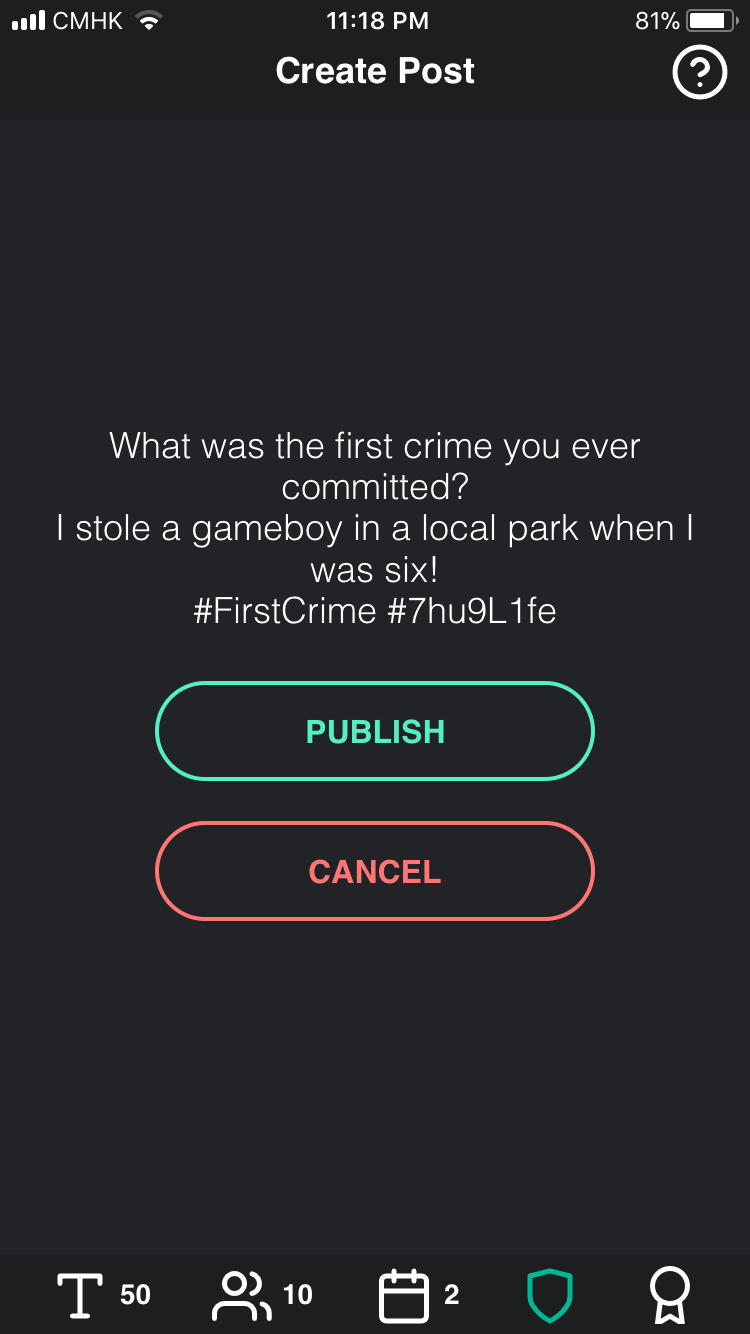 CMHK 11:18 PM 81%
Create Post
What was the first crime you ever
committed?
I stole a gameboy in a local park when I
was six!
#FirstCrime #7hu9L1fe
PUBLISH
CANCEL
50 10 2